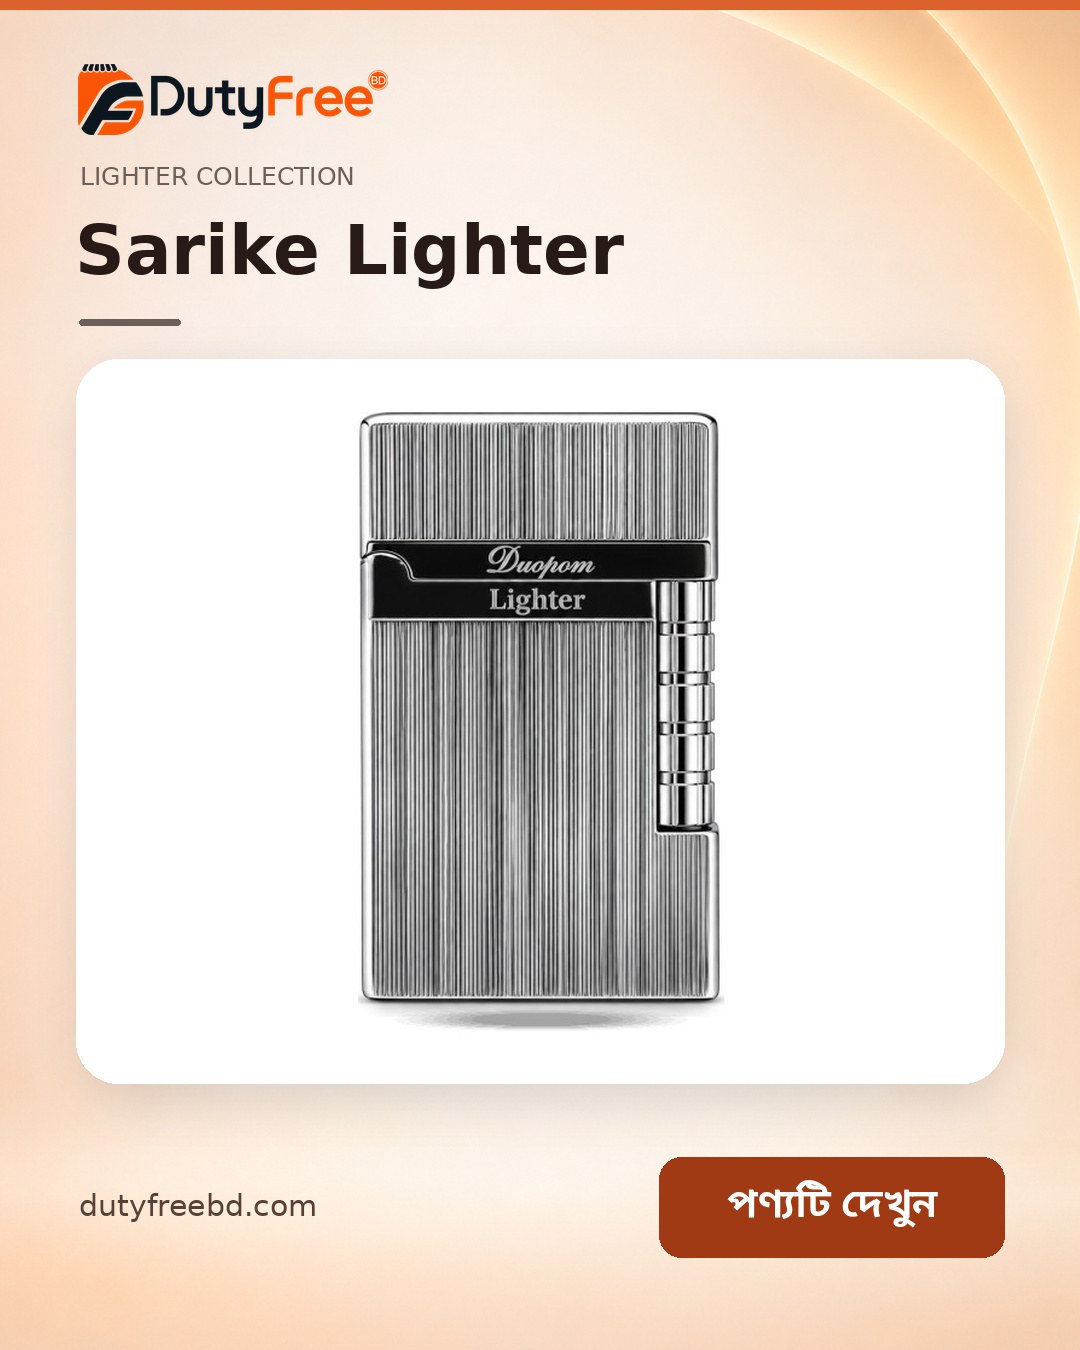 DutyFree BD
LIGHTER COLLECTION
Sarike Lighter
Duopom
Lighter
dutyfreebd.com
পণ্যটি দেখুন